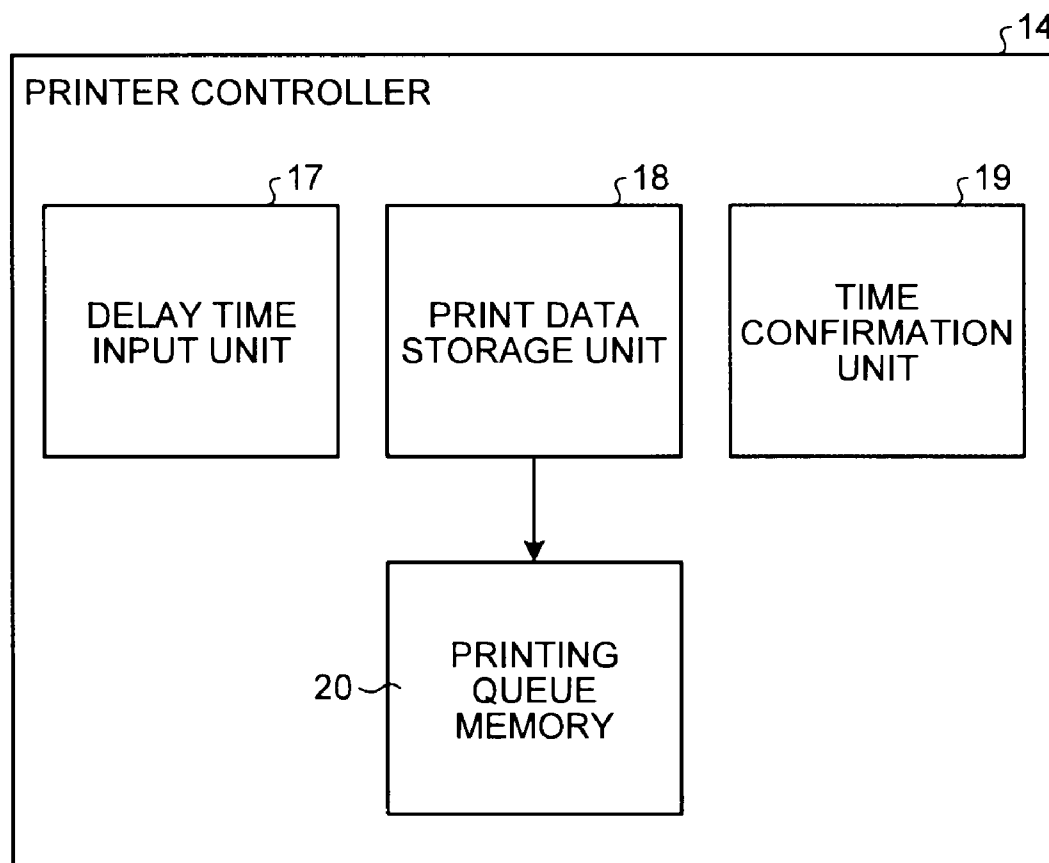 14
PRINTER CONTROLLER
17
18
19
DELAY TIME
INPUT UNIT
PRINT DATA
STORAGE UNIT
TIME
CONFIRMATION
UNIT
20
PRINTING
QUEUE
MEMORY